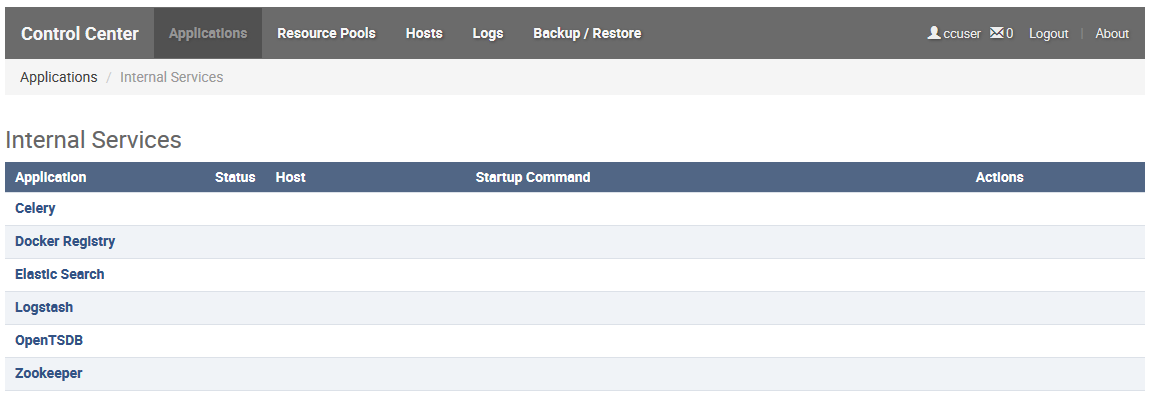 Control Center Applications Resource Pools Hosts Logs Backup / Restore ccuser 0 Logout | About
Applications / Internal Services
Internal Services
Application Status Host Startup Command Actions
Celery
Docker Registry
Elastic Search
Logstash
OpenTSDB
Zookeeper